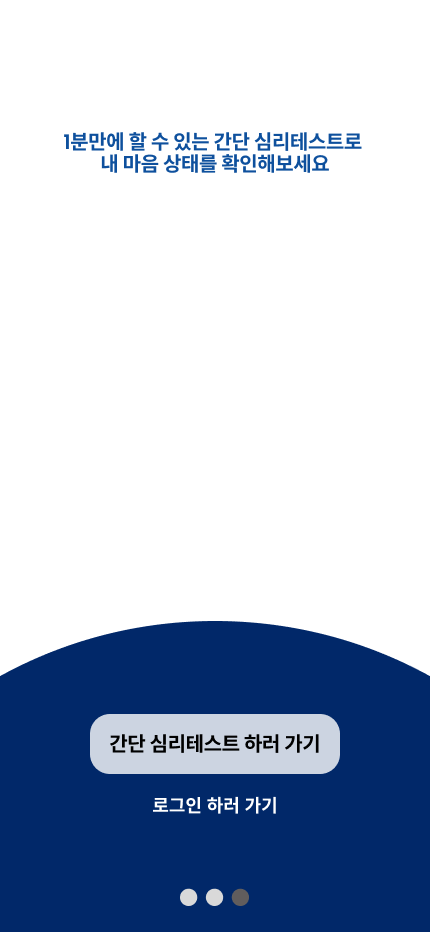 1분만에 할 수 있는 간단 심리테스트로
내 마음 상태를 확인해보세요
간단 심리테스트 하러 가기
로그인 하러 가기